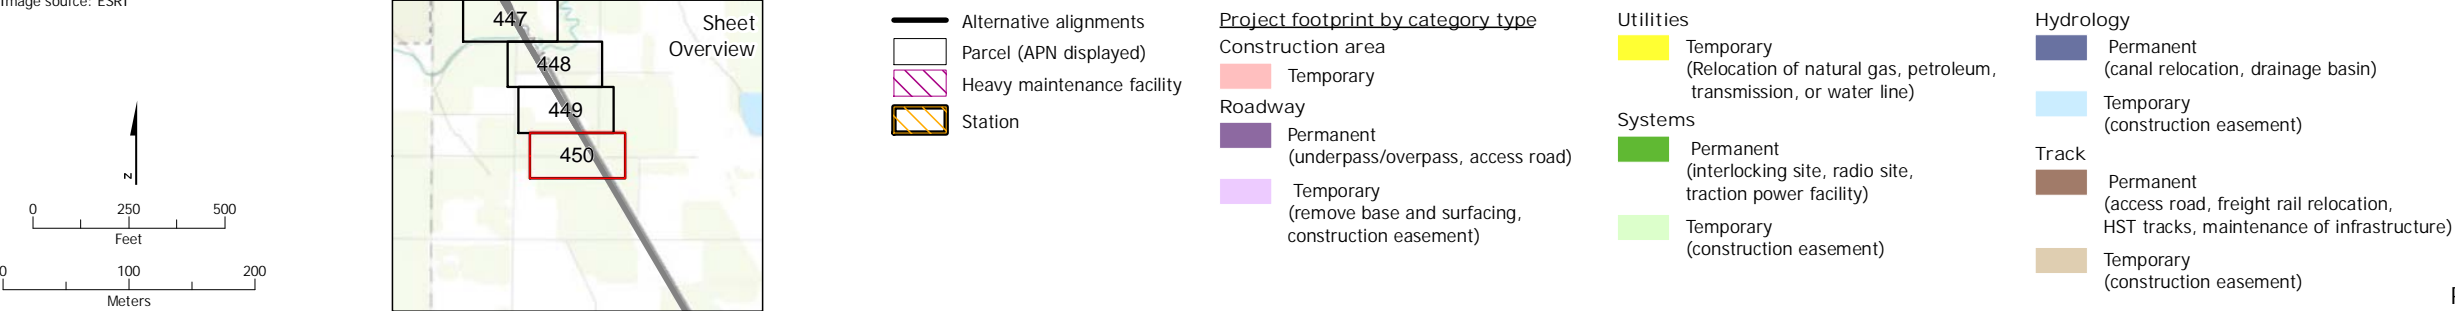 Image source: ESRI
N
0 250 500
Feet
0 100 200
Meters
Sheet
Overview
447
448
449
450
Alternative alignments
Parcel (APN displayed)
Heavy maintenance facility
Station
Project footprint by category type
Construction area
Temporary
Roadway
Permanent
(underpass/overpass, access road)
Temporary
(remove base and surfacing,
construction easement)
Utilities
Temporary
(Relocation of natural gas, petroleum,
transmission, or water line)
Systems
Permanent
(interlocking site, radio site,
traction power facility)
Temporary
(construction easement)
Hydrology
Permanent
(canal relocation, drainage basin)
Temporary
(construction easement)
Track
Permanent
(access road, freight rail relocation,
HST tracks, maintenance of infrastructure)
Temporary
(construction easement)